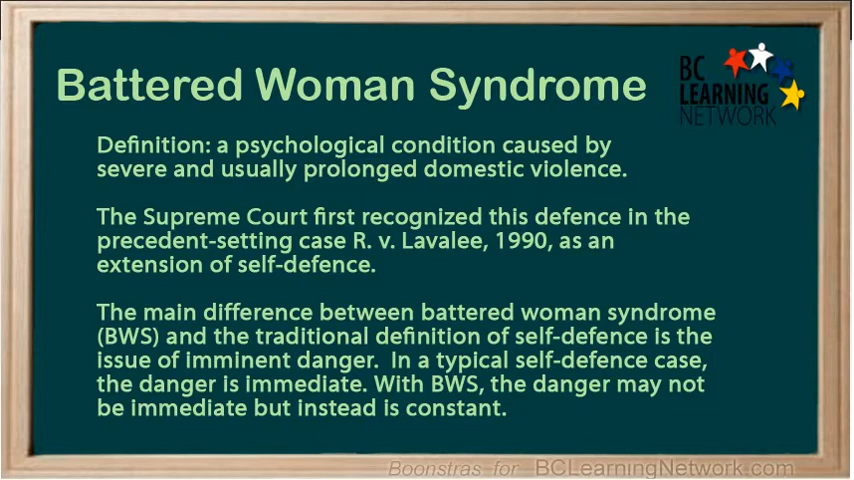 Battered Woman Syndrome
BC
LEARNING
NETWORK
Definition: a psychological condition caused by
severe and usually prolonged domestic violence.
The Supreme Court first recognized this defence in the
precedent-setting case R. v. Lavalee, 1990, as an
extension of self-defence.
The main difference between battered woman syndrome
(BWS) and the traditional definition of self-defence is the
issue of imminent danger.  In a typical self-defence case,
the danger is immediate. With BWS, the danger may not
be immediate but instead is constant.
Boonstras for BCLearningNetwork.com